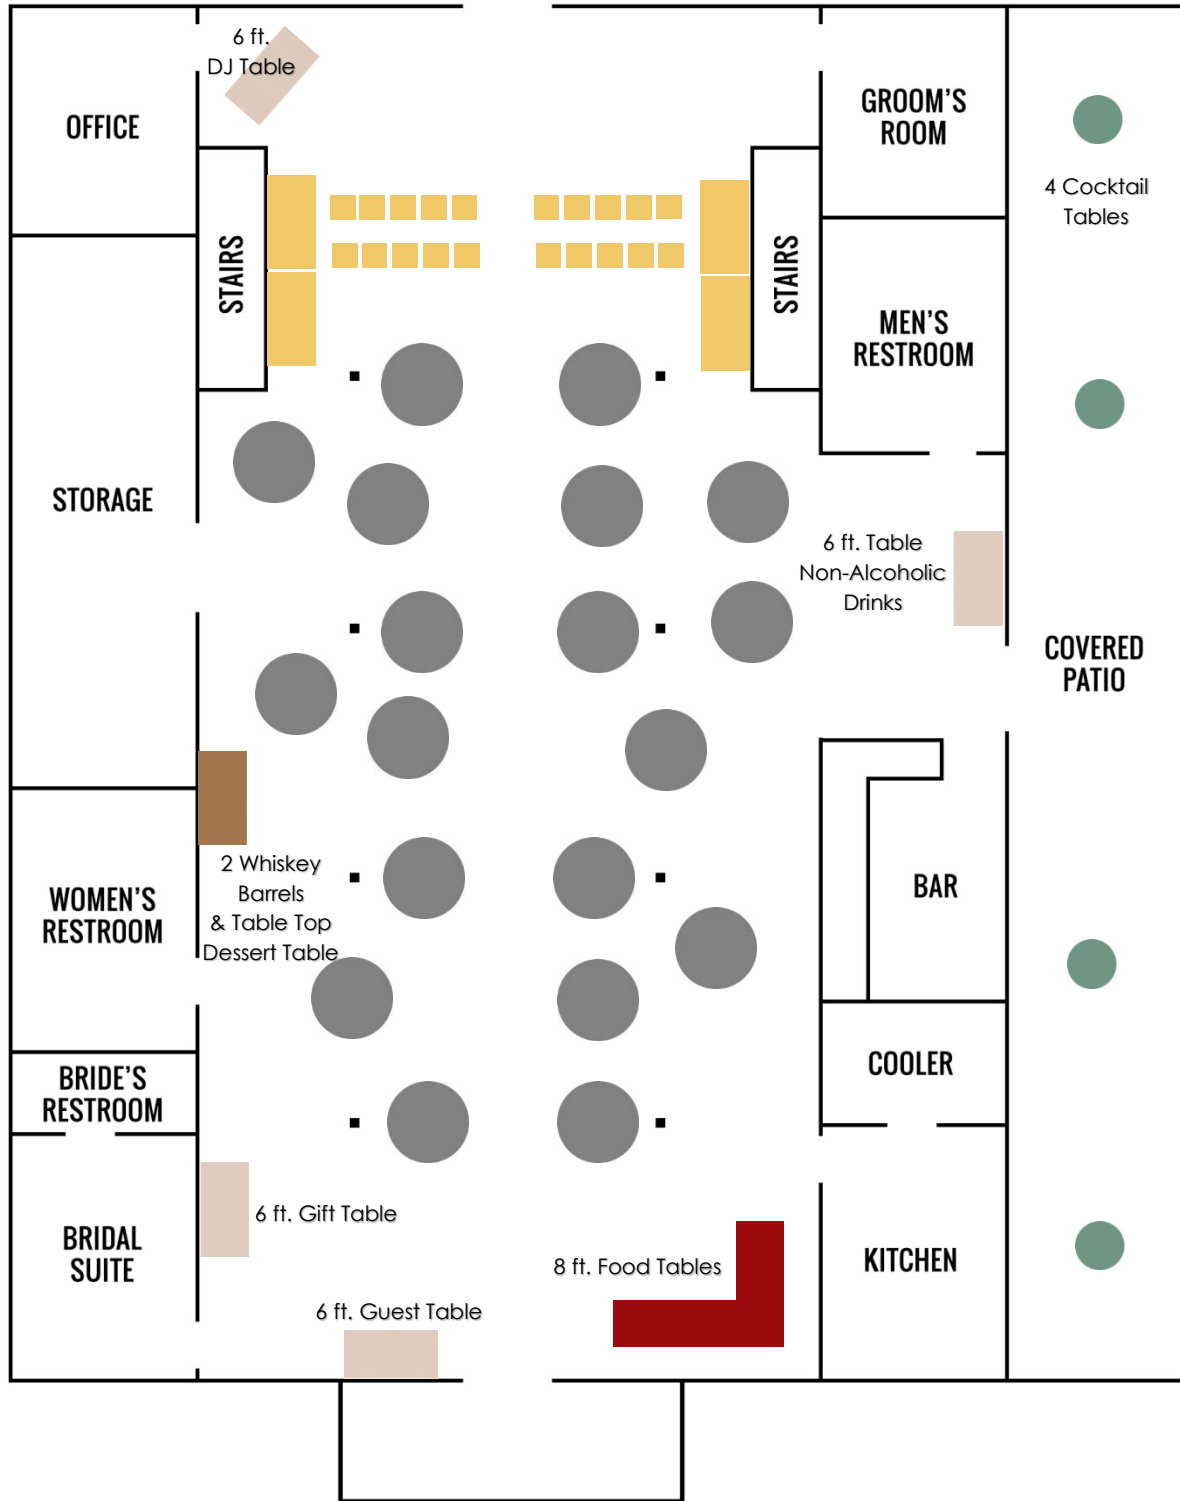 6 ft.
DJ Table
OFFICE
GROOM'S
ROOM
4 Cocktail
Tables
STAIRS
STAIRS
MEN'S
RESTROOM
STORAGE
6 ft. Table
Non-Alcoholic
Drinks
COVERED
PATIO
2 Whiskey
Barrels
& Table Top
Dessert Table
WOMEN'S
RESTROOM
BAR
COOLER
BRIDE'S
RESTROOM
6 ft. Gift Table
BRIDAL
SUITE
8 ft. Food Tables
KITCHEN
6 ft. Guest Table